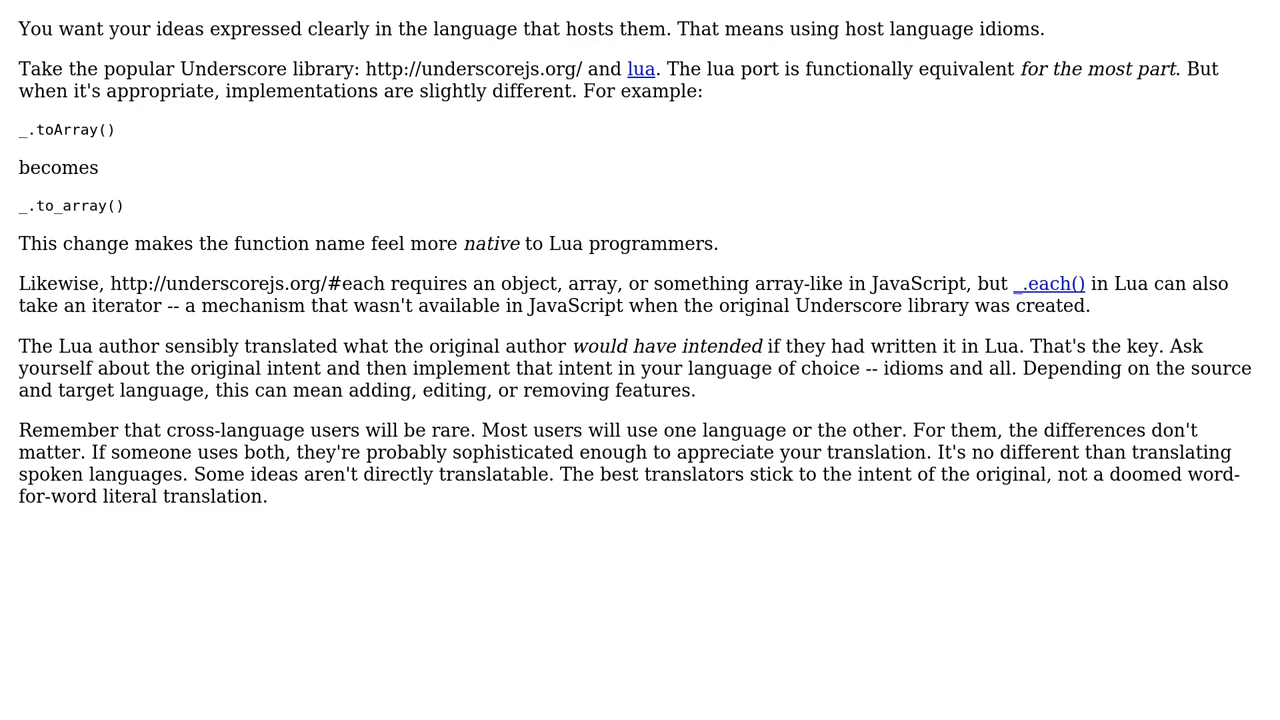 You want your ideas expressed clearly in the language that hosts them. That means using host language idioms.
Take the popular Underscore library: http://underscorejs.org/ and lua. The lua port is functionally equivalent for the most part. But
when it's appropriate, implementations are slightly different. For example:
_.toArray()
becomes
_.to_array()
This change makes the function name feel more native to Lua programmers.
Likewise, http://underscorejs.org/#each requires an object, array, or something array-like in JavaScript, but _.each() in Lua can also
take an iterator -- a mechanism that wasn't available in JavaScript when the original Underscore library was created.
The Lua author sensibly translated what the original author would have intended if they had written it in Lua. That's the key. Ask
yourself about the original intent and then implement that intent in your language of choice -- idioms and all. Depending on the source
and target language, this can mean adding, editing, or removing features.
Remember that cross-language users will be rare. Most users will use one language or the other. For them, the differences don't
matter. If someone uses both, they're probably sophisticated enough to appreciate your translation. It's no different than translating
spoken languages. Some ideas aren't directly translatable. The best translators stick to the intent of the original, not a doomed word-
for-word literal translation.